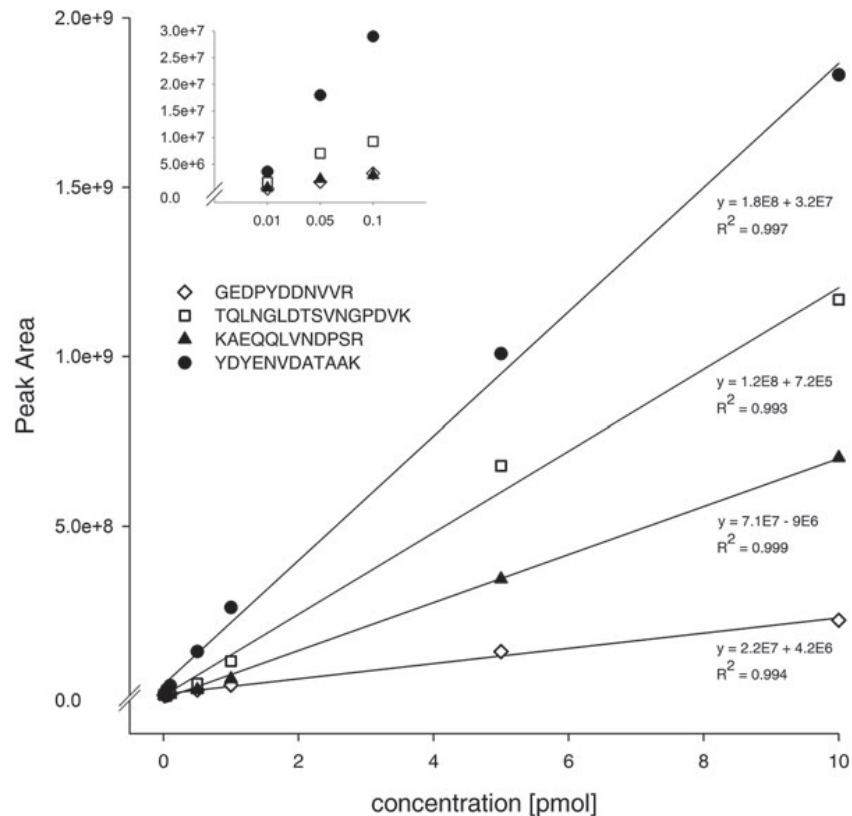 2.0e+9
3.0e+7
2.5e+7
2.0e+7
1.5e+7
1.0e+7
5.0e+6
0.0
0.01 0.05 0.1
1.5e+9
y = 1.8E8 + 3.2E7
R2 = 0.997
GEDPYDDNVVR
TQLNGLDTSVNGPDVK
KAEQQLVNDPSR
YDYENVDATAAK
1.0e+9
y = 1.2E8 + 7.2E5
R2 = 0.993
Peak Area
5.0e+8
y = 7.1E7 - 9E6
R2 = 0.999
y = 2.2E7 + 4.2E6
R2 = 0.994
0.0
0 2 4 6 8 10
concentration [pmol]